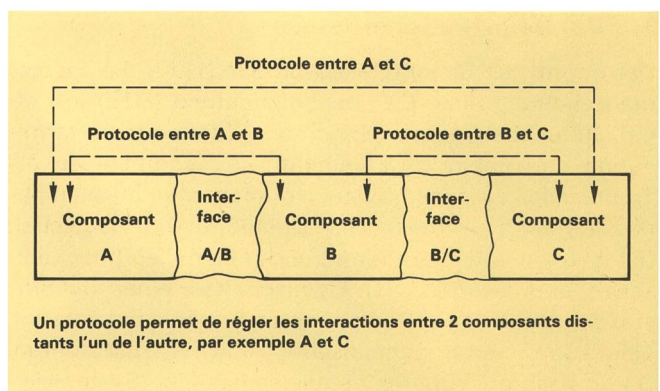 Protocole entre A et C
Protocole entre A et B
Protocole entre B et C
Composant
A
Inter-
face
A/B
Composant
B
Inter-
face
B/C
Composant
C
Un protocole permet de régler les interactions entre 2 composants dis-
tants l'un de l'autre, par exemple A et C